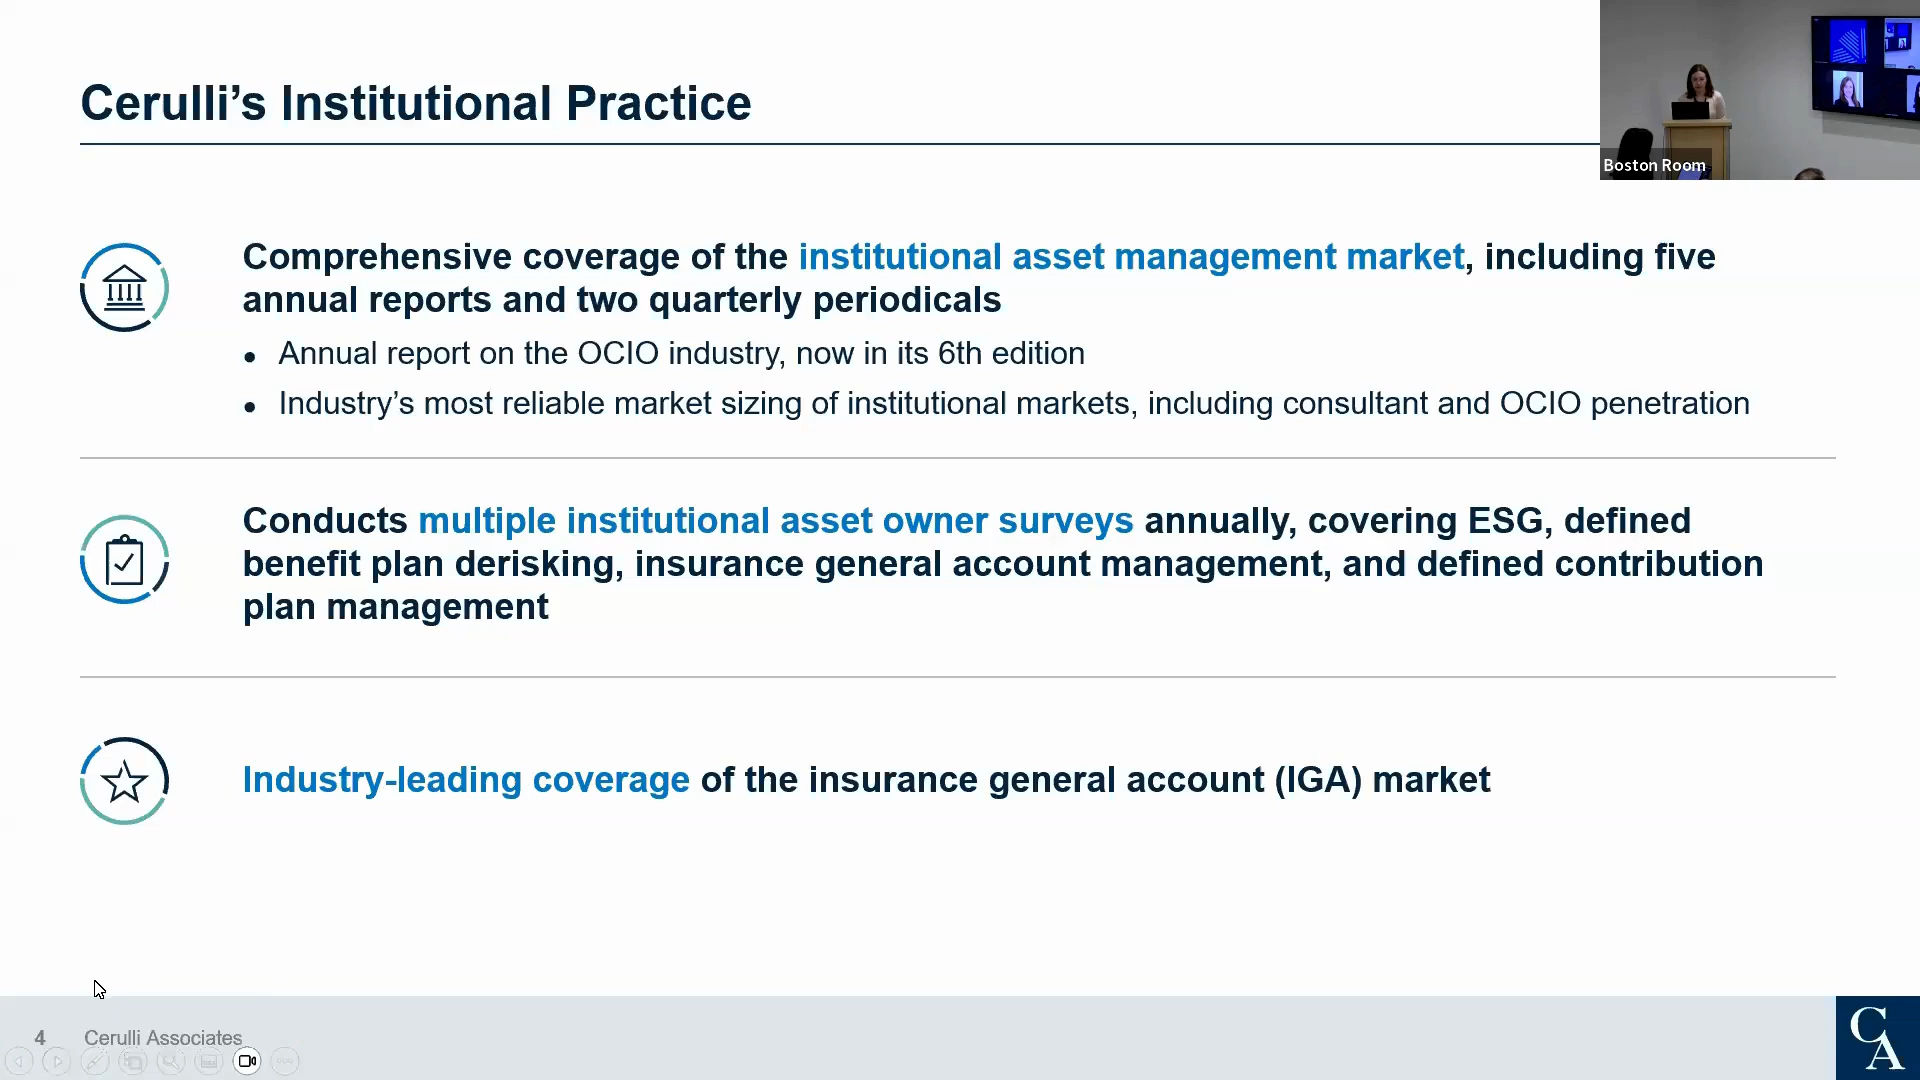 Cerulli’s Institutional Practice
Boston Room
Comprehensive coverage of the institutional asset management market, including five
annual reports and two quarterly periodicals
• Annual report on the OCIO industry, now in its 6th edition
• Industry’s most reliable market sizing of institutional markets, including consultant and OCIO penetration
Conducts multiple institutional asset owner surveys annually, covering ESG, defined
benefit plan derisking, insurance general account management, and defined contribution
plan management
Industry-leading coverage of the insurance general account (IGA) market
4 Cerulli Associates
CA